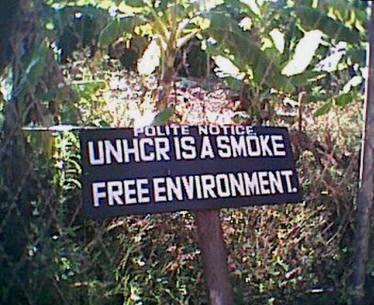 POLITE NOTICE
UNHCR IS A SMOKE
FREE ENVIRONMENT.